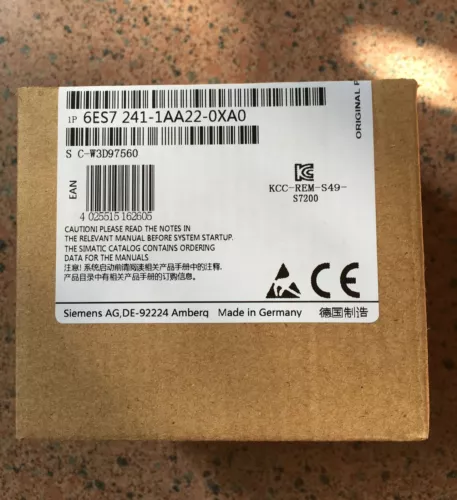 1P 6ES7 241-1AA22-0XA0
S C-W3D97560
EAN
4 025515 162605
KCC-REM-S49-
S7200
ORIGINAL
CAUTION! PLEASE READ THE NOTES IN
THE RELEVANT MANUAL BEFORE SYSTEM STARTUP.
THE SIMATIC CATALOG CONTAINS ORDERING
DATA FOR THE MANUALS
注意! 系统启动前请阅读相关产品手册中的注释.
产品目录中有相关产品手册的订购信息.
CE
Siemens AG,DE-92224 Amberq Made in Germany 德国制造